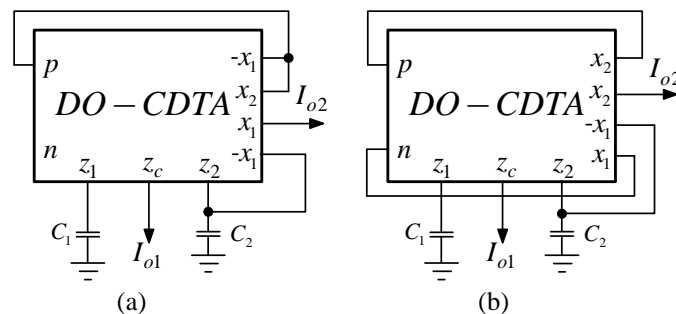 p
-x1
DO – CDTA
x2
Io2
x1
n
z1
zc
z2
-x1
C1
C2
Io1
(a)
p
x2
Io2
DO – CDTA
x2
-x1
n
z1
zc
z2
x1
C1
C2
Io1
(b)